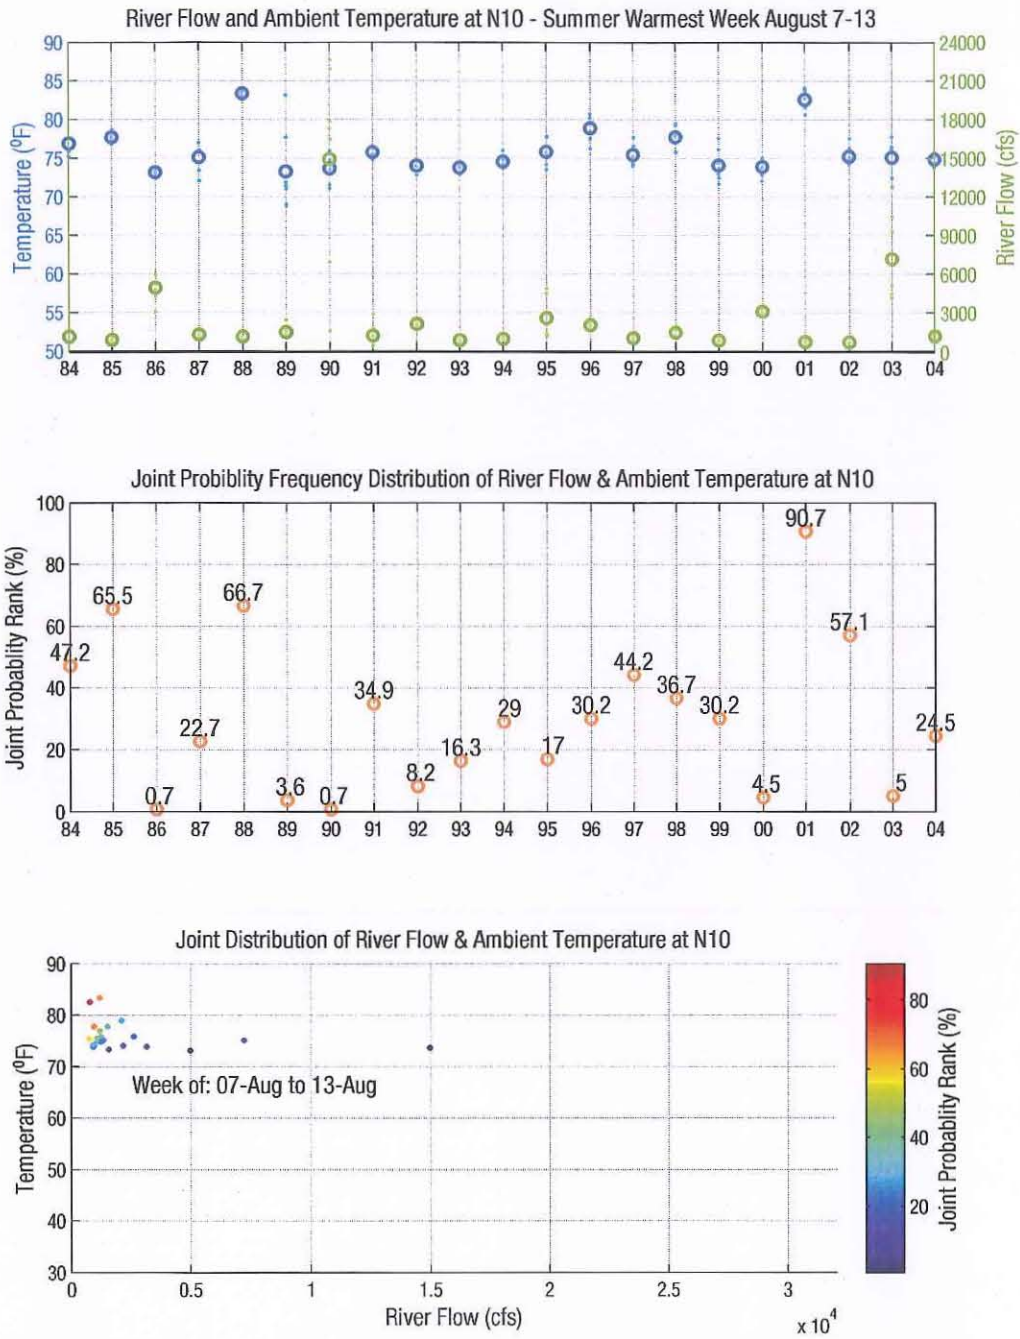 River Flow and Ambient Temperature at N10 - Summer Warmest Week August 7-13
90
85
80
75
70
65
60
55
50
Temperature (⁰F)
24000
21000
18000
15000
12000
9000
6000
3000
0
River Flow (cfs)
84 85 86 87 88 89 90 91 92 93 94 95 96 97 98 99 00 01 02 03 04
Joint Probiblity Frequency Distribution of River Flow & Ambient Temperature at N10
100
80
60
40
20
0
Joint Probablity Rank (%)
47.2 65.5 0.7 22.7 66.7 3.6 0.7 34.9 8.2 16.3 29 17 30.2 44.2 36.7 30.2 4.5 90.7 57.1 5 24.5
84 85 86 87 88 89 90 91 92 93 94 95 96 97 98 99 00 01 02 03 04
Joint Distribution of River Flow & Ambient Temperature at N10
90
80
70
60
50
40
30
Temperature (⁰F)
Week of: 07-Aug to 13-Aug
0 0.5 1 1.5 2 2.5 3
River Flow (cfs)
x 10⁴
80
60
40
20
Joint Probablity Rank (%)